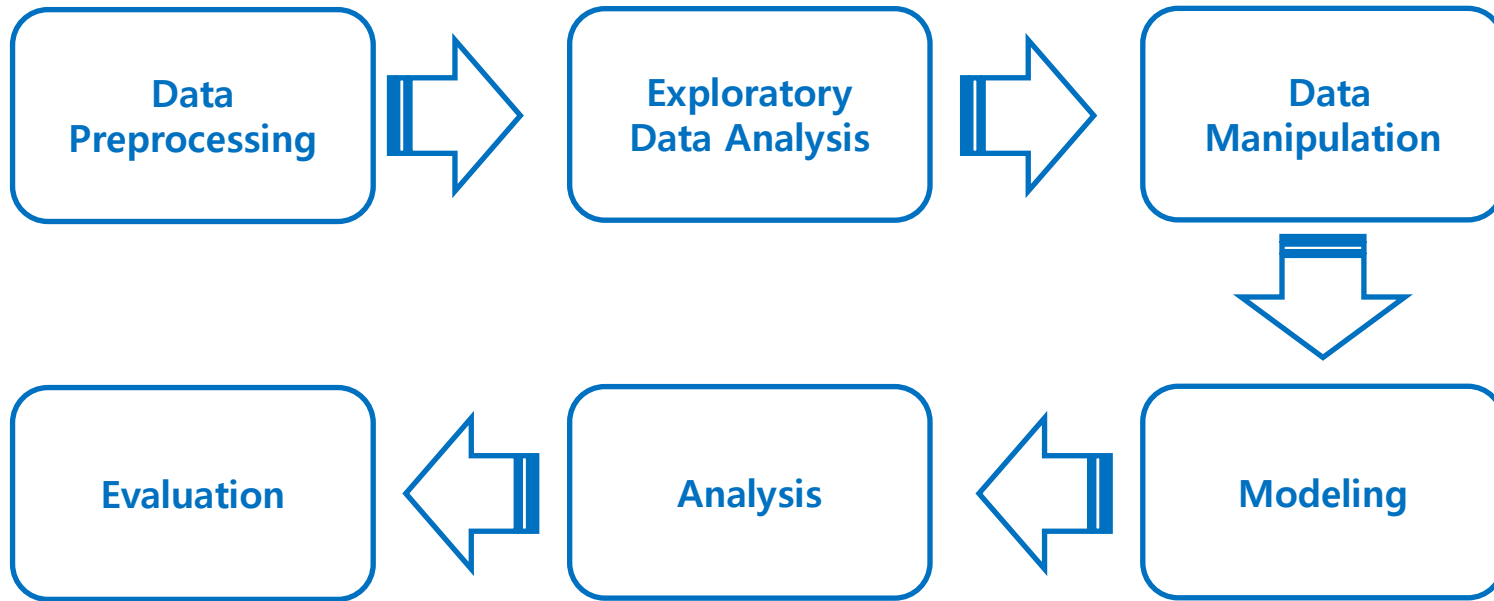 Data
Preprocessing
Exploratory
Data Analysis
Data
Manipulation
Modeling
Analysis
Evaluation